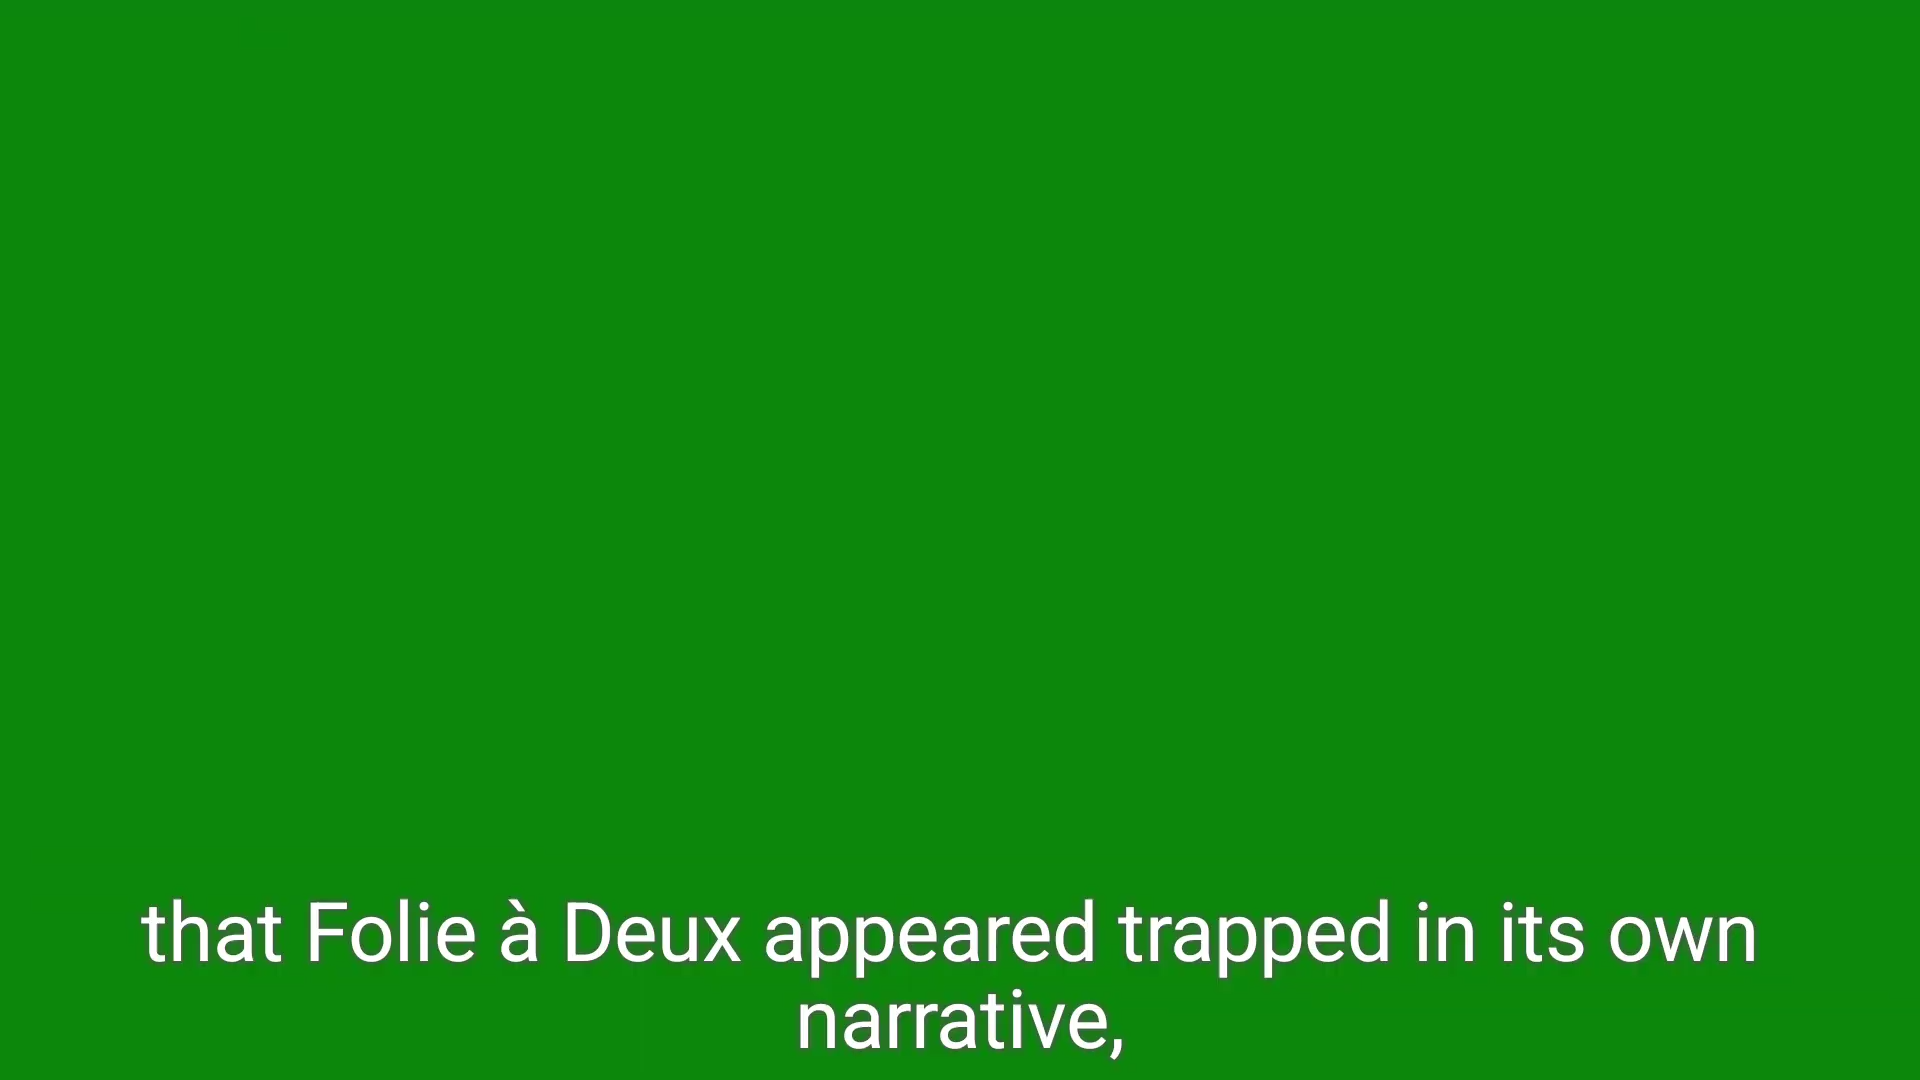 that Folie à Deux appeared trapped in its own
narrative,